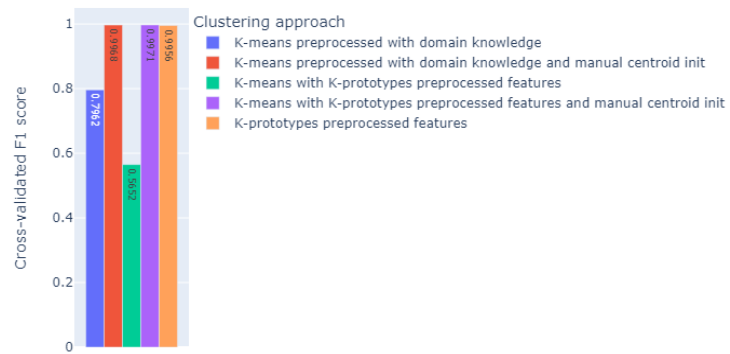 Clustering approach
K-means preprocessed with domain knowledge
K-means preprocessed with domain knowledge and manual centroid init
K-means with K-prototypes preprocessed features
K-means with K-prototypes preprocessed features and manual centroid init
K-prototypes preprocessed features
Cross-validated F1 score
1
0.8
0.6
0.4
0.2
0
0.7962
0.9968
0.5652
0.9971
0.9956